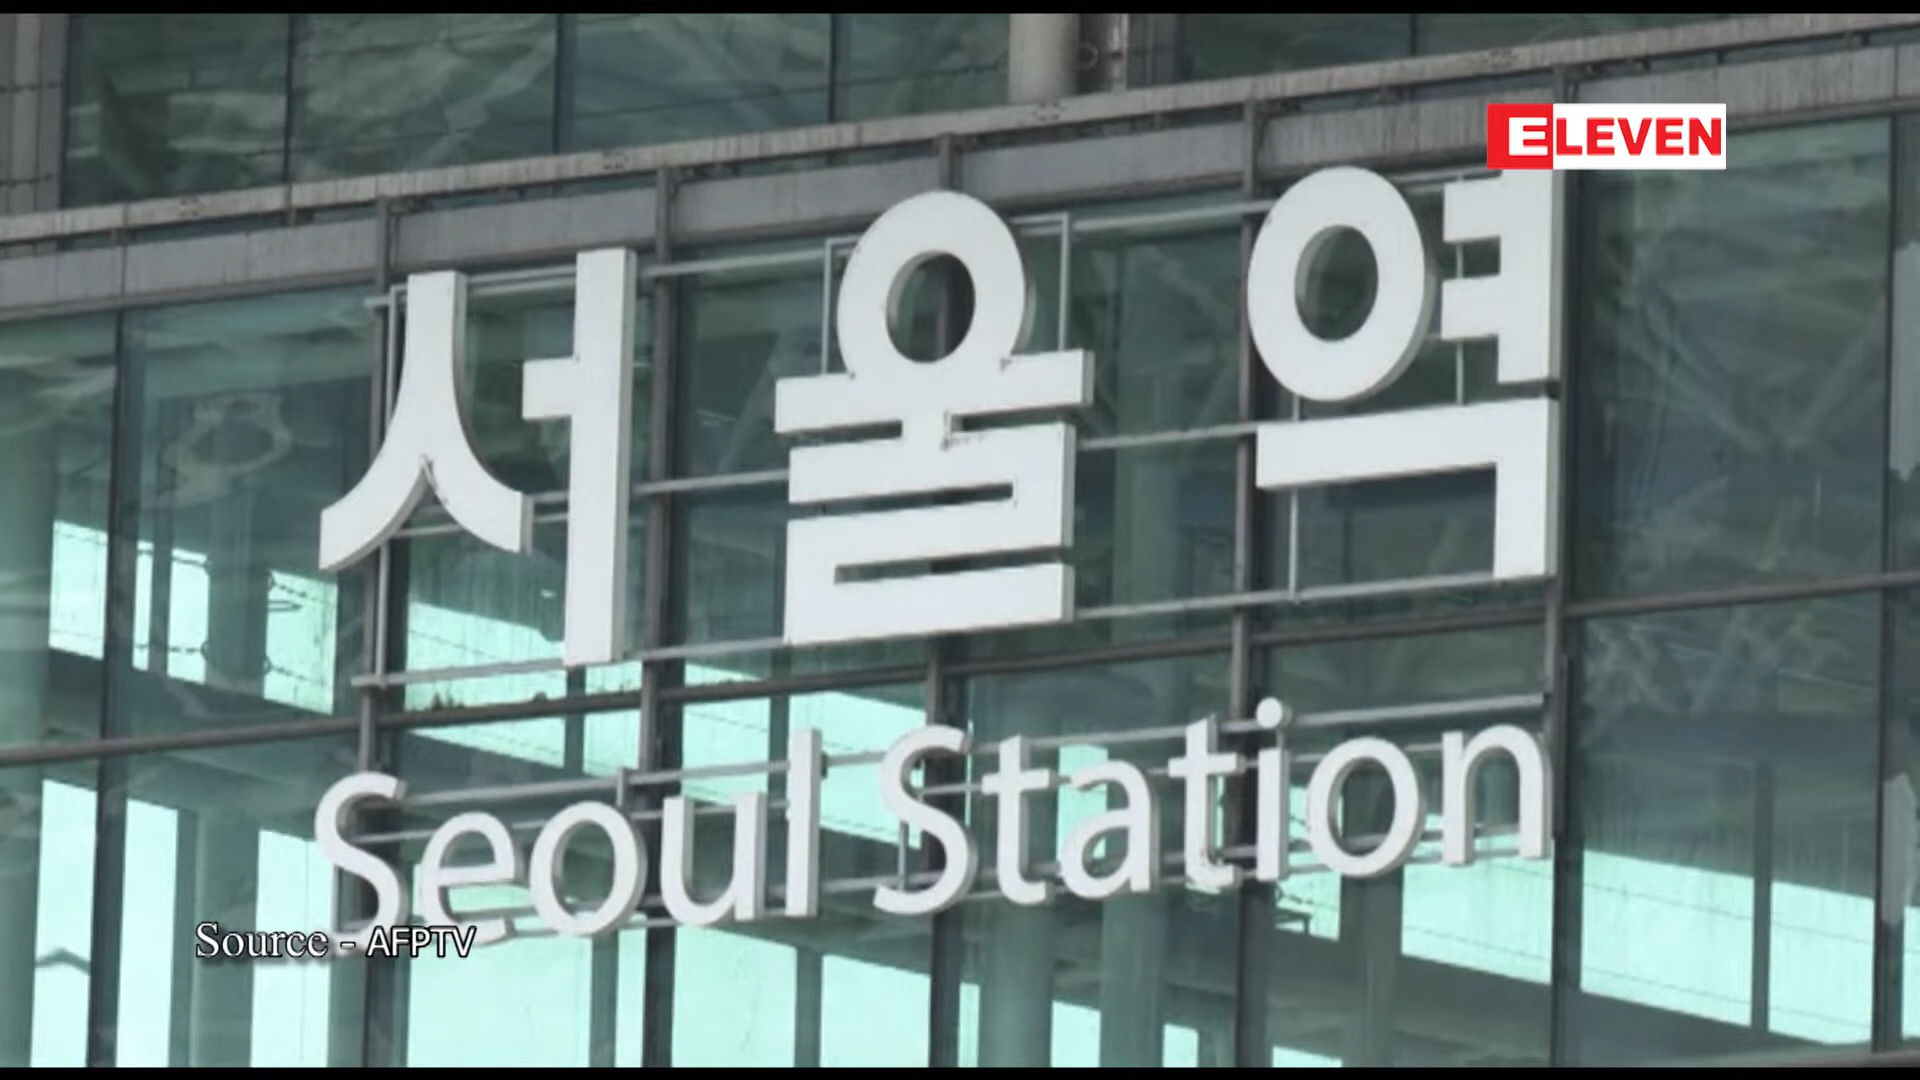 ELEVEN
서울역
Seoul Station
Source - AFPTV